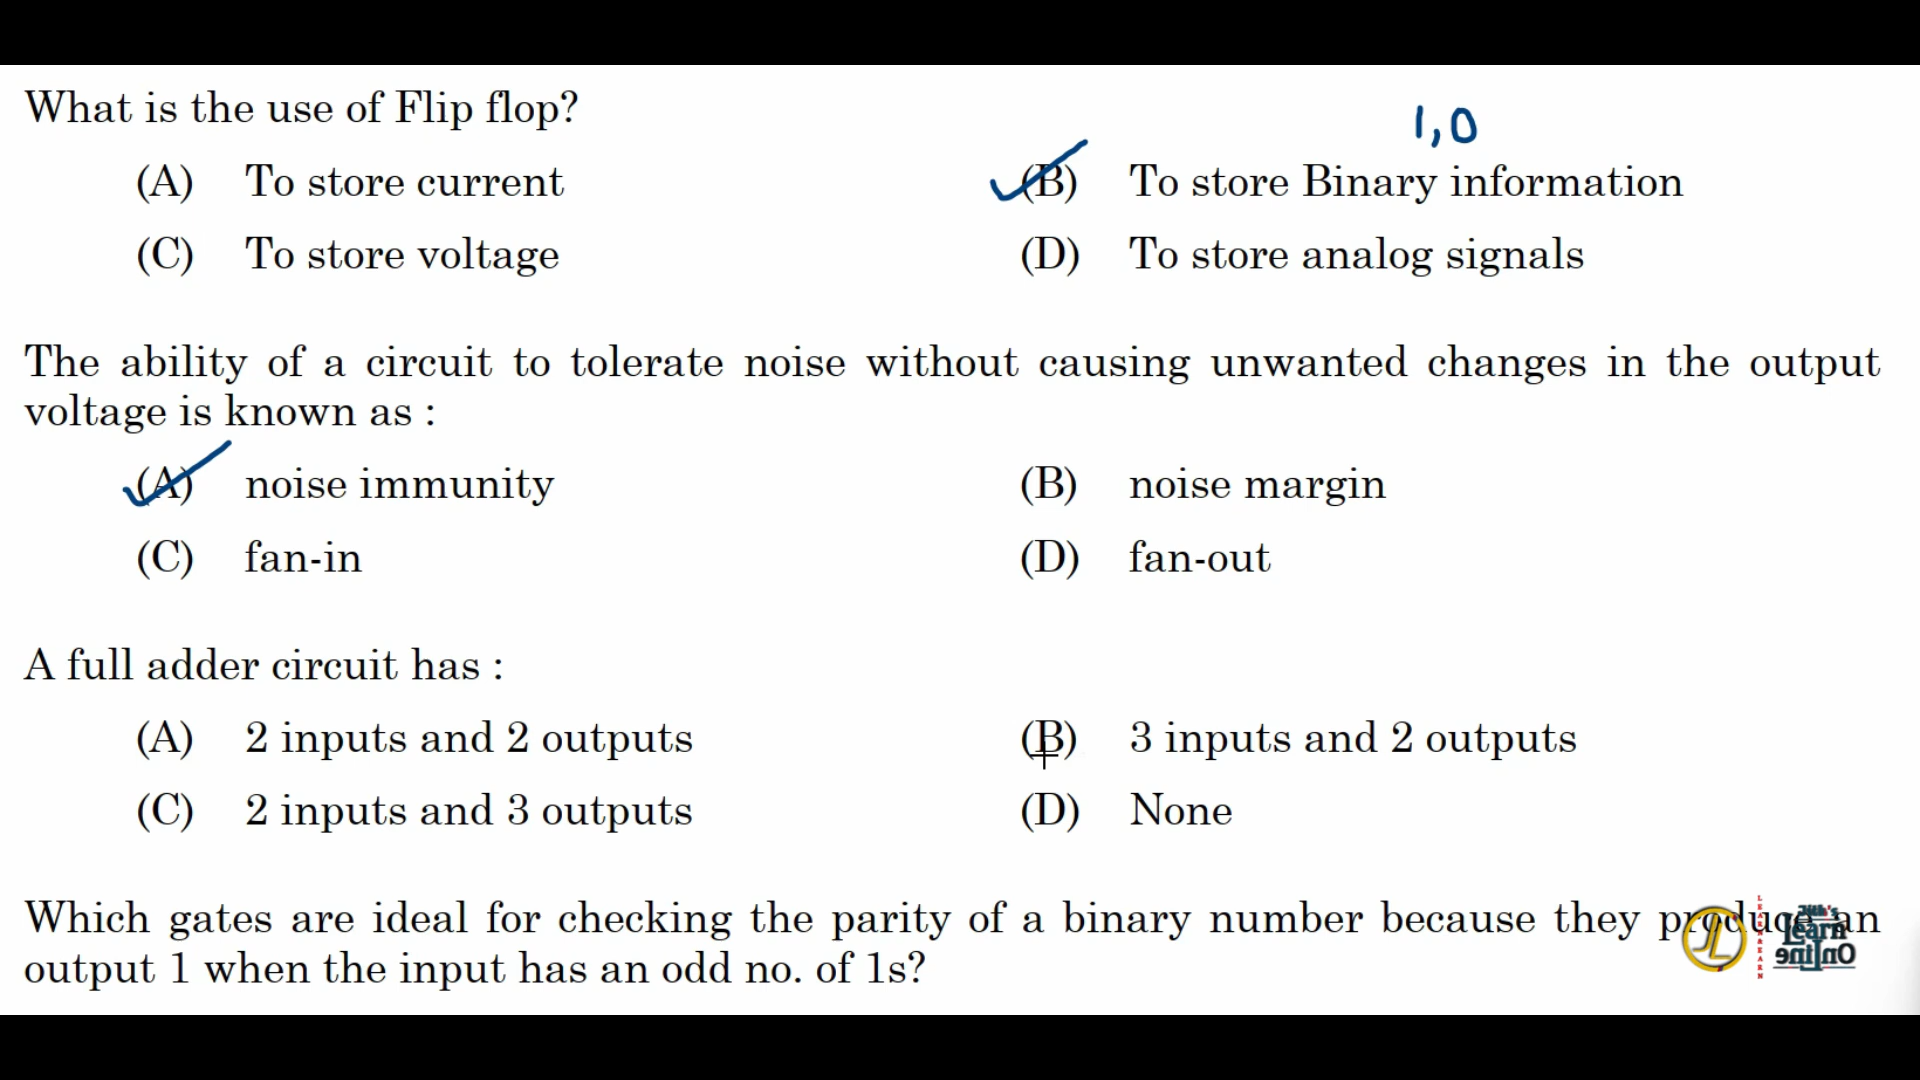 What is the use of Flip flop?
1,0
(A) To store current (B) To store Binary information
(C) To store voltage (D) To store analog signals
The ability of a circuit to tolerate noise without causing unwanted changes in the output
voltage is known as :
(A) noise immunity (B) noise margin
(C) fan-in (D) fan-out
A full adder circuit has :
(A) 2 inputs and 2 outputs (B) 3 inputs and 2 outputs
(C) 2 inputs and 3 outputs (D) None
Which gates are ideal for checking the parity of a binary number because they produce an
output 1 when the input has an odd no. of 1s?
Learn
Online